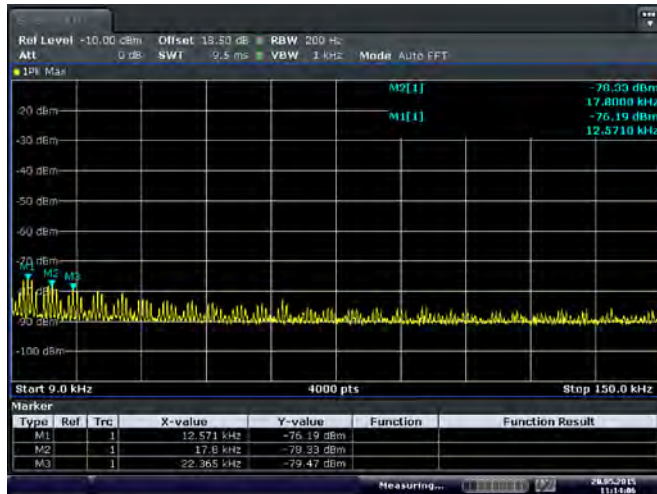 Ref Level -10.00 dBm Offset 18.50 dB RBW 200 Hz
Att 0 dB SWT 9.5 ms VBW 1 kHz Mode Auto FFT
1Pk Max
M2[1] -78.33 dBm
17.8000 kHz
-20 dBm
M1[1] -76.19 dBm
12.5710 kHz
-30 dBm
-40 dBm
-50 dBm
-60 dBm
-70 dBm
M1 M2 M3
-90 dBm
-100 dBm
Start 9.0 kHz 4000 pts Stop 150.0 kHz
Marker
Type Ref Trc X-value Y-value Function Function Result
M1 1 12.571 kHz -76.19 dBm
M2 1 17.8 kHz -78.33 dBm
M3 1 22.365 kHz -79.47 dBm
Measuring... 28.05.2015
11:14:06